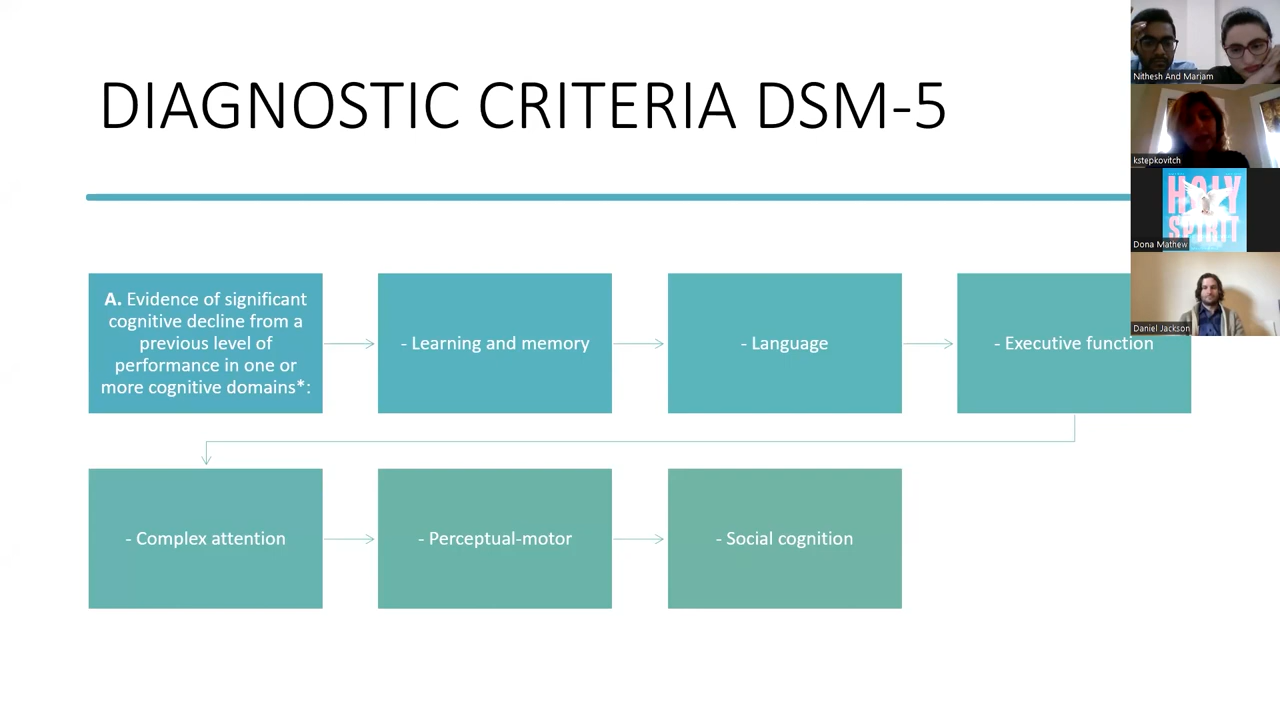 DIAGNOSTIC CRITERIA DSM-5
A. Evidence of significant
cognitive decline from a
previous level of
performance in one or
more cognitive domains*:
- Learning and memory
- Language
- Executive function
- Complex attention
- Perceptual-motor
- Social cognition
Nithesh And Mariam
kstepkovitch
HOLY
SPIRIT
Dona Mathew
Daniel Jackson